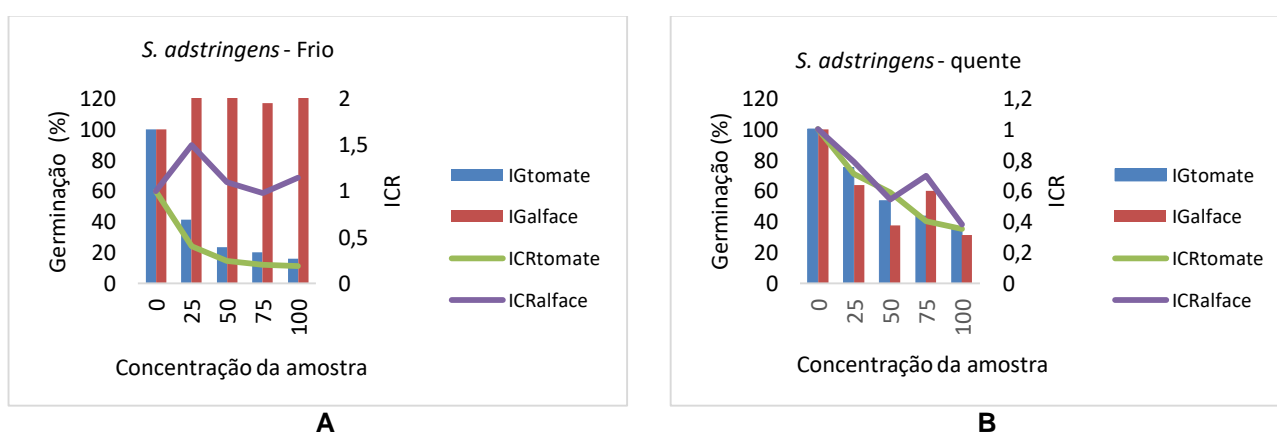 S. adstringens - Frio
120
100
80
60
40
20
0
Germinação (%)
2
1,5
1
0,5
0
ICR
0
25
50
75
100
Concentração da amostra
IGtomate
IGalface
ICRtomate
ICRalface
A
S. adstringens - quente
120
100
80
60
40
20
0
Germinação (%)
1,2
1
0,8
0,6
0,4
0,2
0
ICR
0
25
50
75
100
Concentração da amostra
IGtomate
IGalface
ICRtomate
ICRalface
B